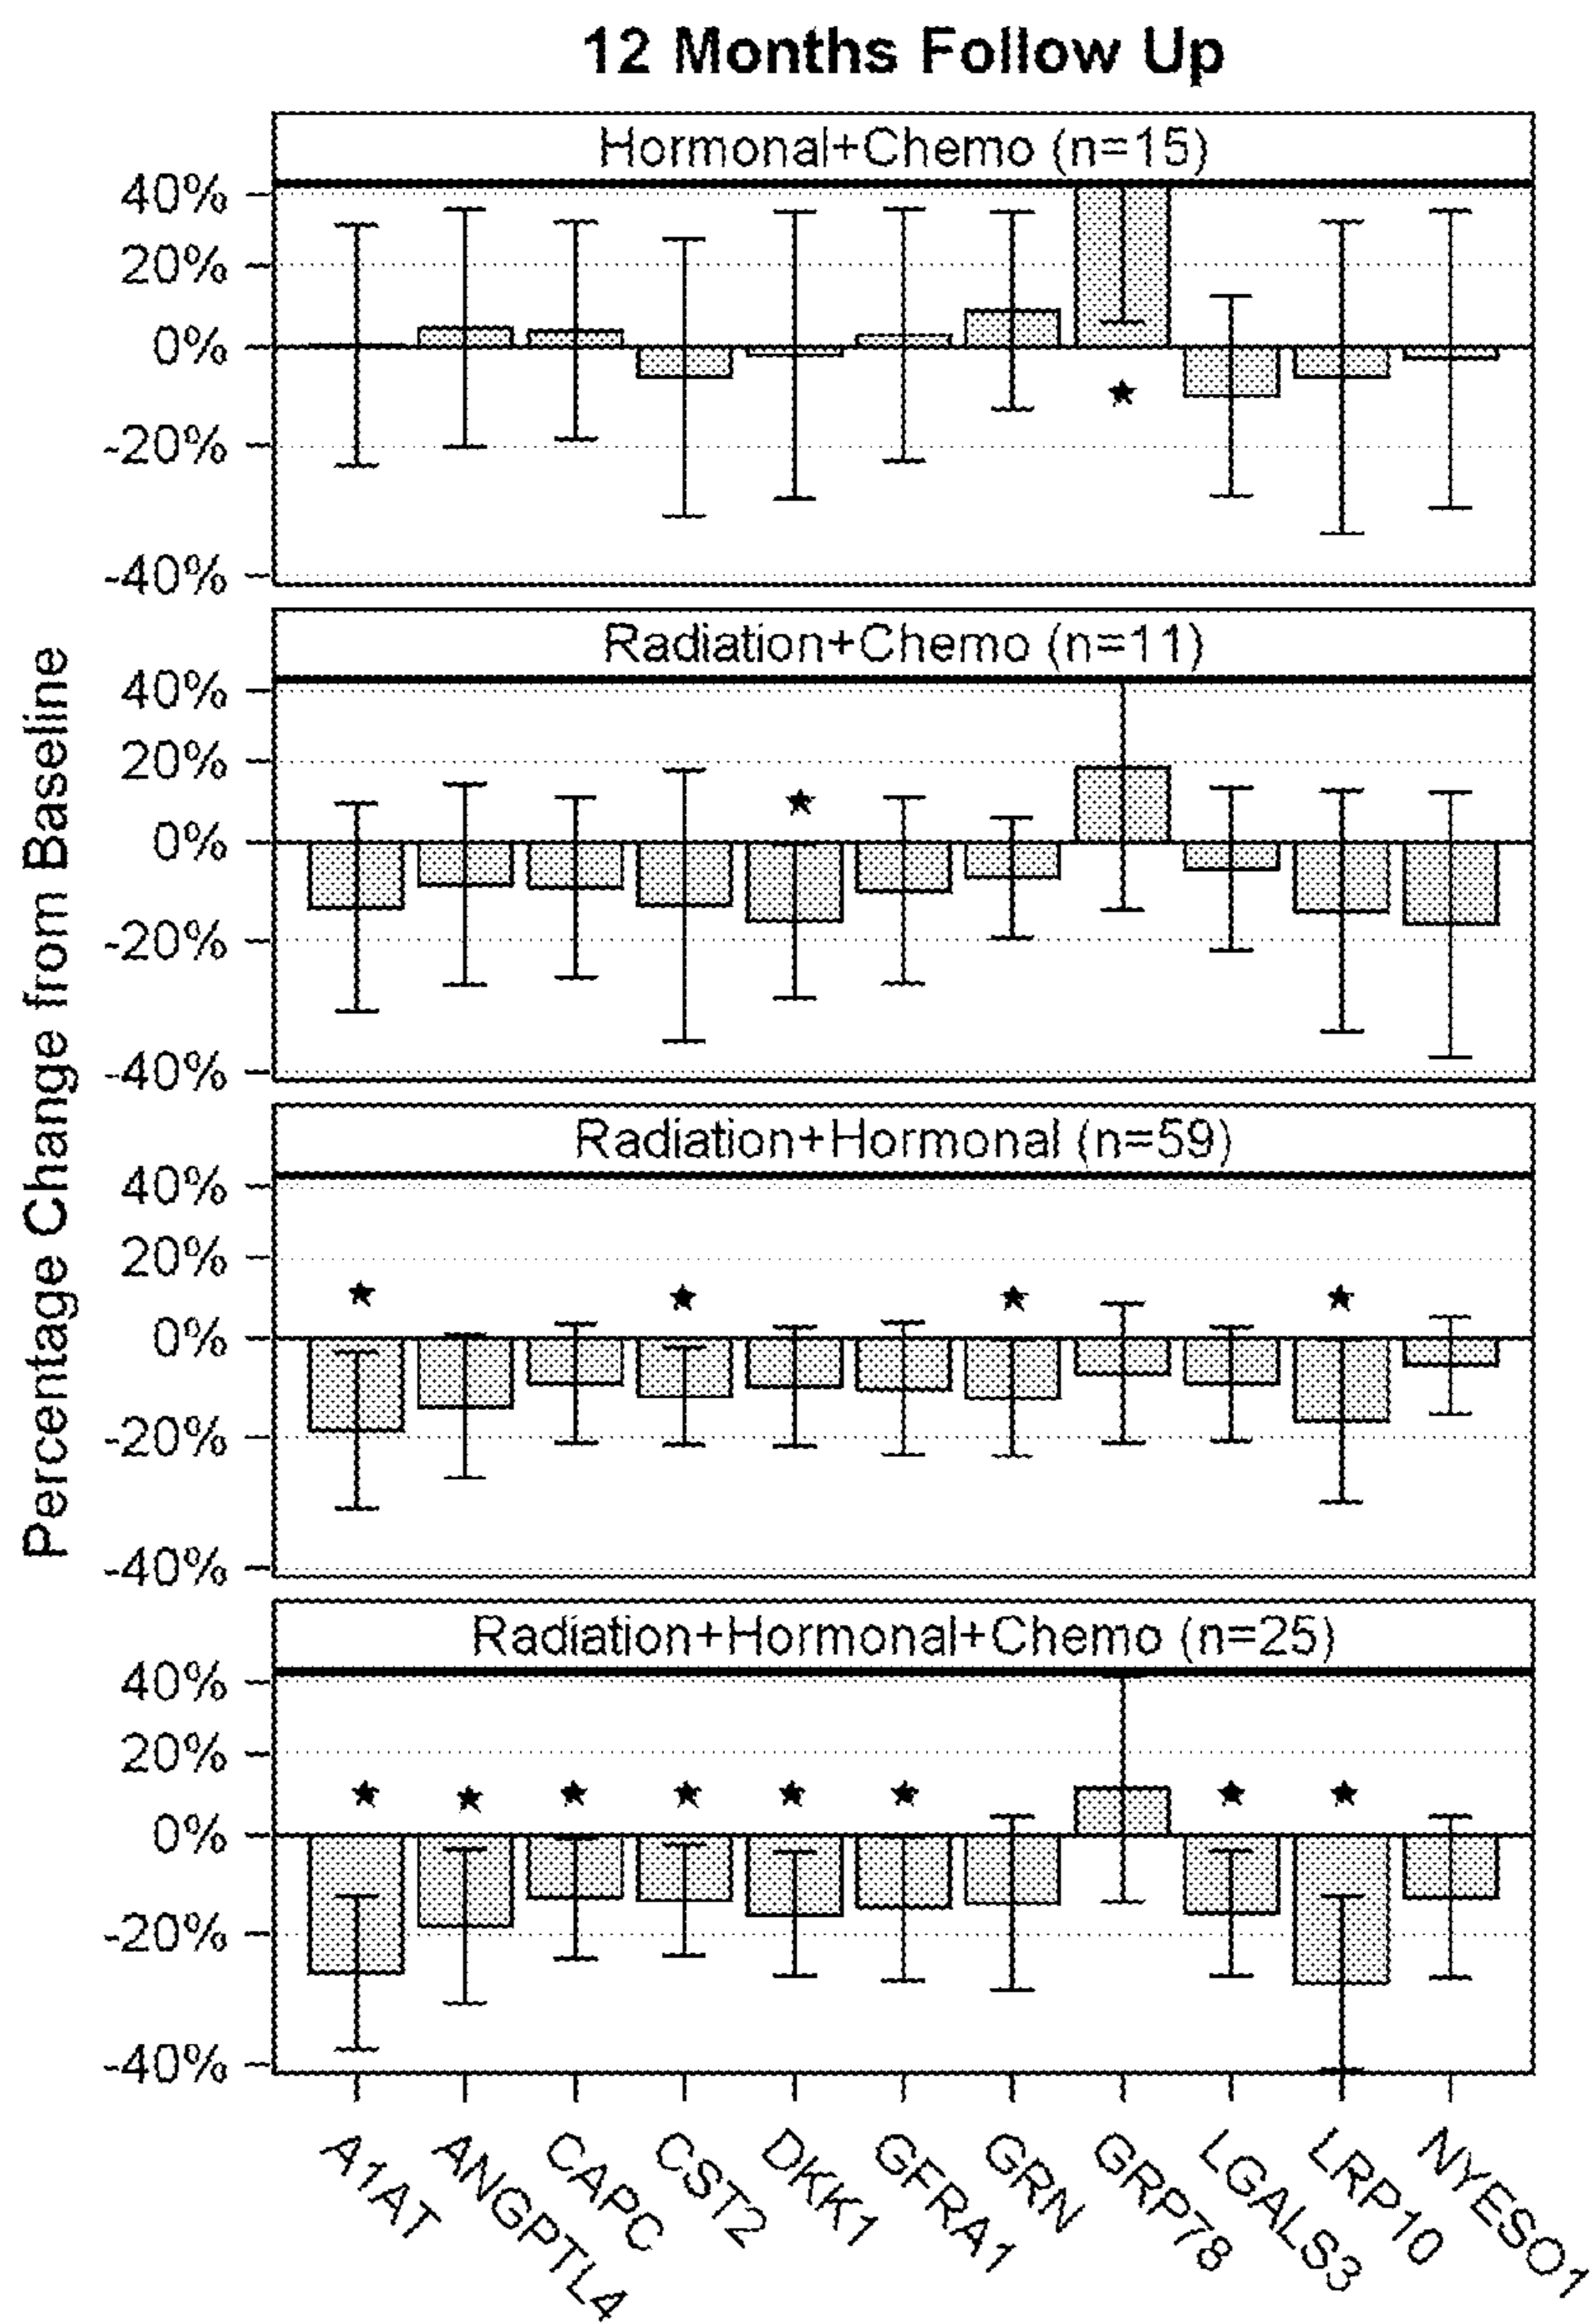 12 Months Follow Up
Percentage Change from Baseline
Hormonal+Chemo (n=15)
40%
20%
0%
-20%
-40%
Radiation+Chemo (n=11)
40%
20%
0%
-20%
-40%
Radiation+Hormonal (n=59)
40%
20%
0%
-20%
-40%
Radiation+Hormonal+Chemo (n=25)
40%
20%
0%
-20%
-40%
A1AT
ANGPTL4
CAPC
CST2
DKK1
GFRA1
GRN
GRP78
LGALS3
LRP10
NYESO1